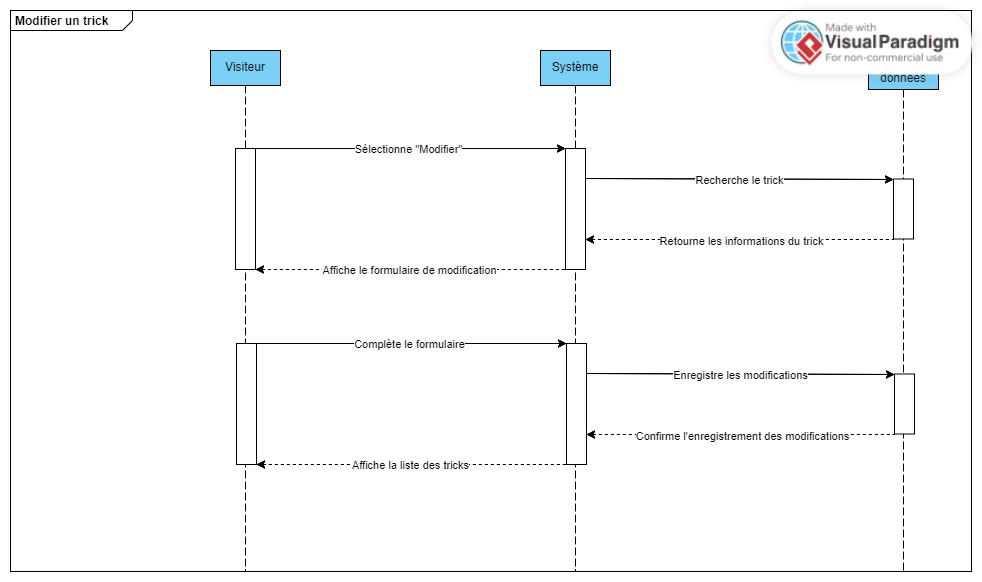 Modifier un trick
Made with
Visual Paradigm
For non-commercial use
Visiteur
Système
données
Sélectionne "Modifier"
Recherche le trick
Retourne les informations du trick
Affiche le formulaire de modification
Complète le formulaire
Enregistre les modifications
Confirme l'enregistrement des modifications
Affiche la liste des tricks